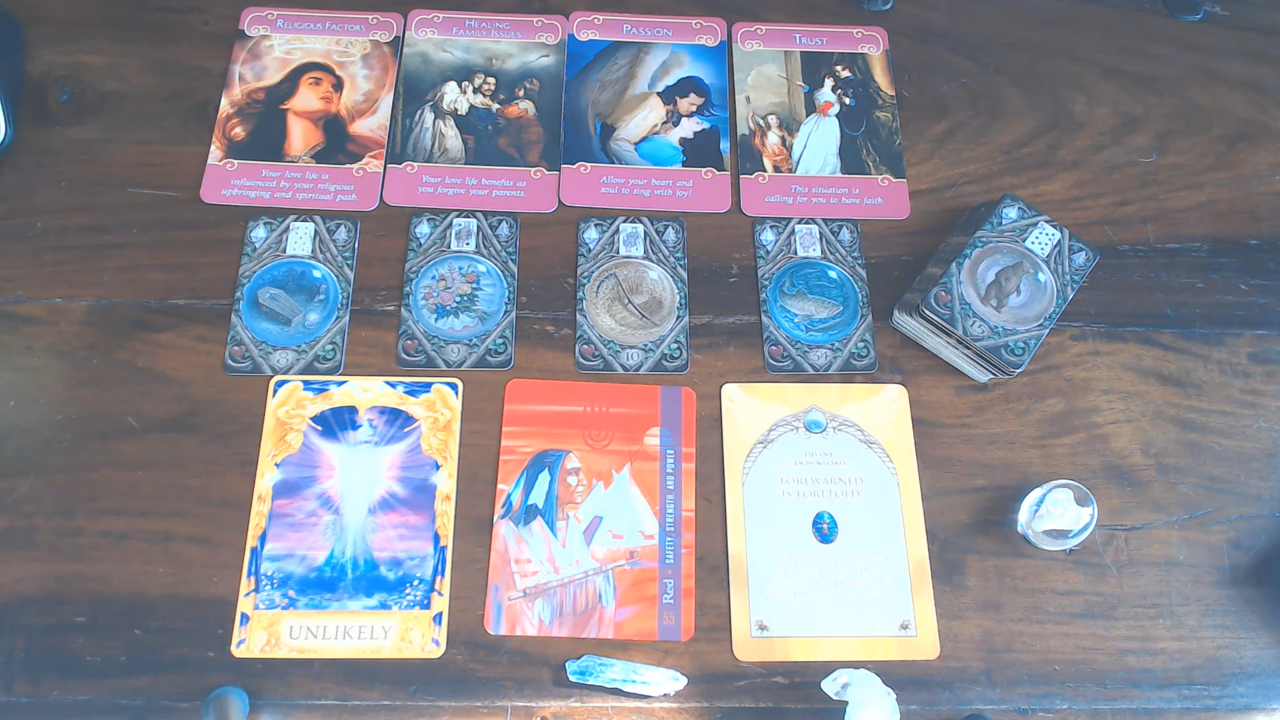 RELIGIOUS FACTORS
Your love life is
influenced by your religious
upbringing and spiritual path.
HEALING
FAMILY ISSUES
Your love life benefits as
you forgive your parents.
PASSION
Allow your heart and
soul to sing with joy!
TRUST
This situation is
calling for you to have faith.
8
9
10
34
15
UNLIKELY
Red • SAFETY, STRENGTH, AND POWER
55
DIVINE
DOWNLOAD
FOREWARNED
IS FORETOLD!